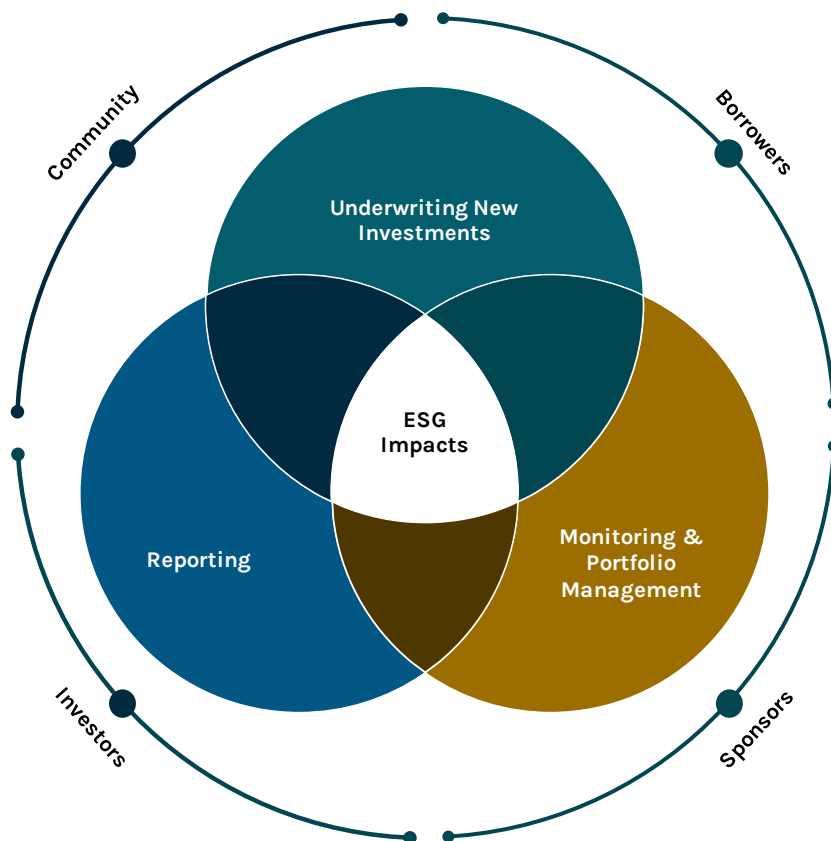 Community
Borrowers
Underwriting New
Investments
ESG
Impacts
Reporting
Monitoring &
Portfolio
Management
Investors
Sponsors